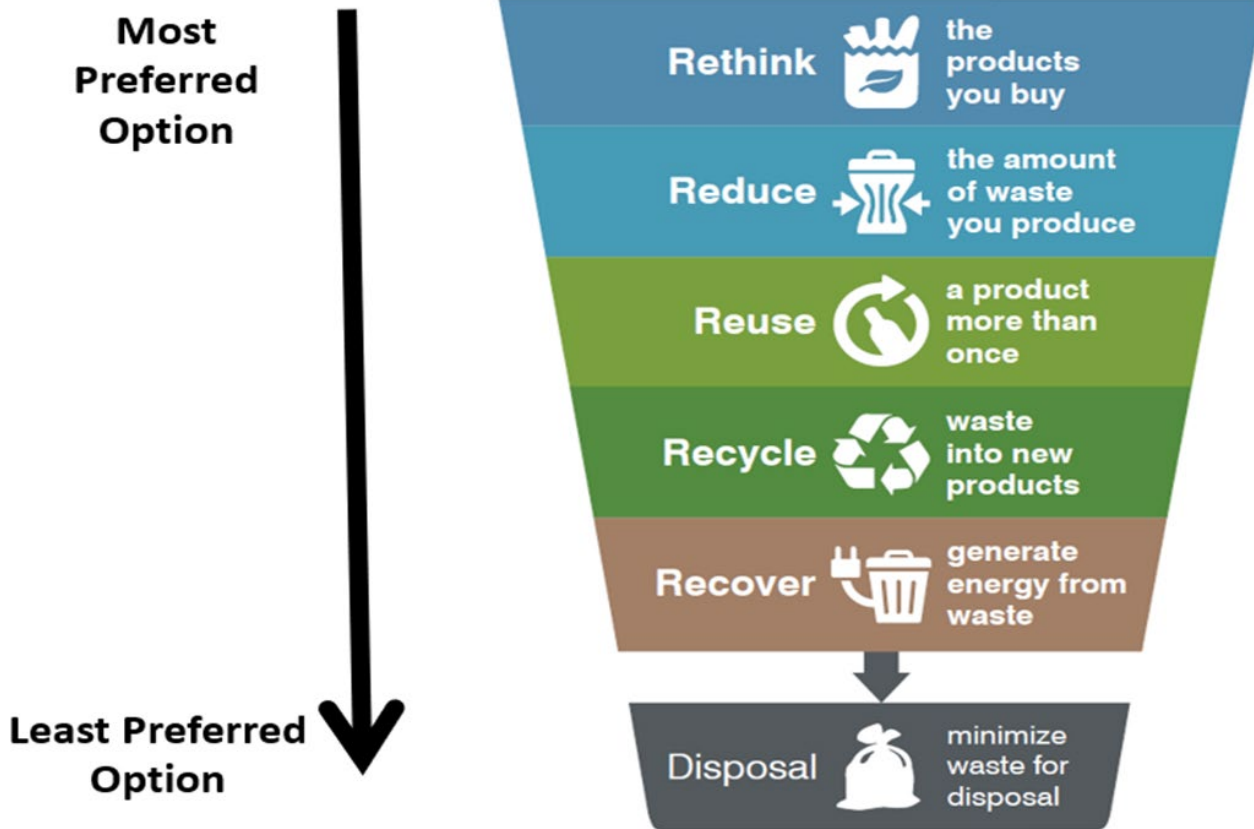 Most
Preferred
Option
Rethink
the
products
you buy
Reduce
the amount
of waste
you produce
Reuse
a product
more than
once
Recycle
waste
into new
products
Recover
generate
energy from
waste
Least Preferred
Option
Disposal
minimize
waste for
disposal